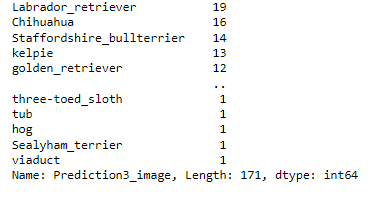 Labrador_retriever 19
Chihuahua 16
Staffordshire_bullterrier 14
kelpie 13
golden_retriever 12
..
three-toed_sloth 1
tub 1
hog 1
Sealyham_terrier 1
viaduct 1
Name: Prediction3_image, Length: 171, dtype: int64